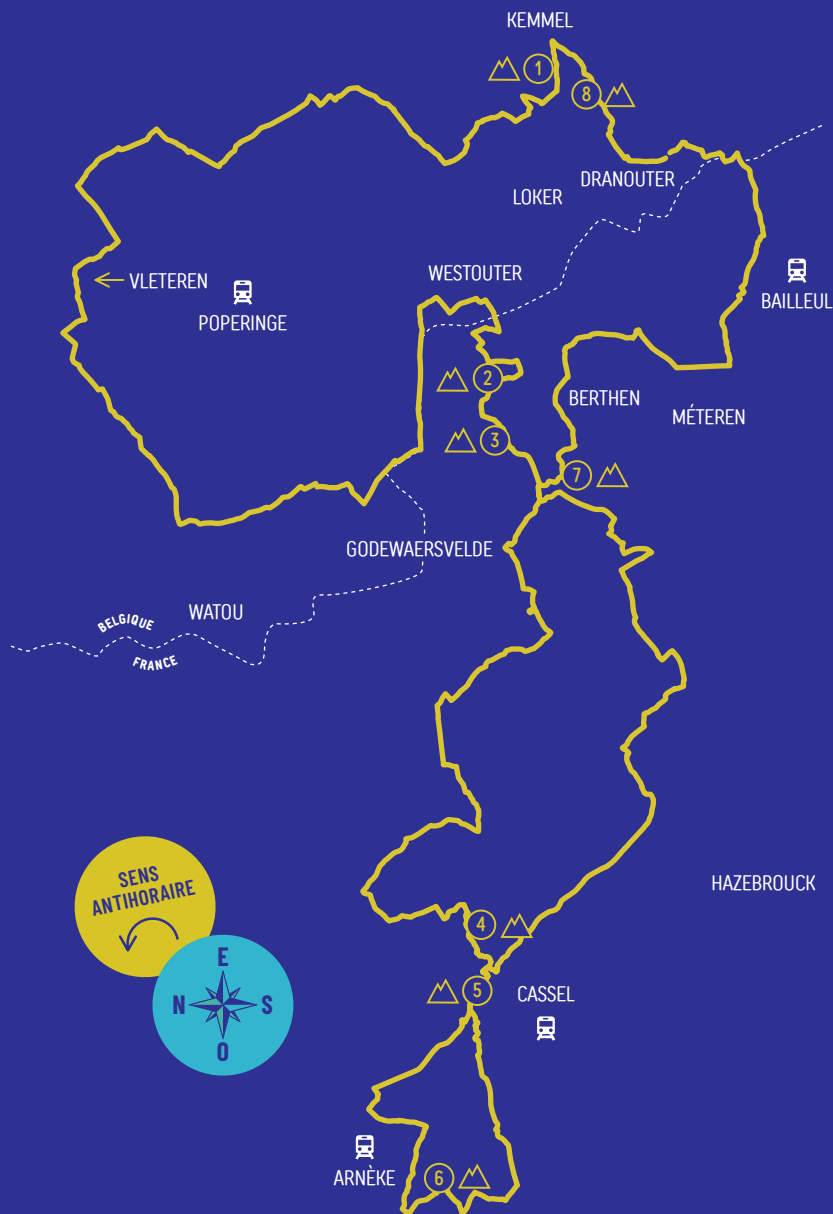 KEMMEL
1
8
DRANOUTER
LOKER
WESTOUTER
← VLETEREN
BAILLEUL
POPERINGE
2
BERTHEN
MÉTEREN
3
7
GODEWAERSVELDE
WATOU
BELGIQUE
FRANCE
SENS
ANTIHORAIRE
HAZEBROUCK
4
E
N S
O
5
CASSEL
ARNÈKE
6